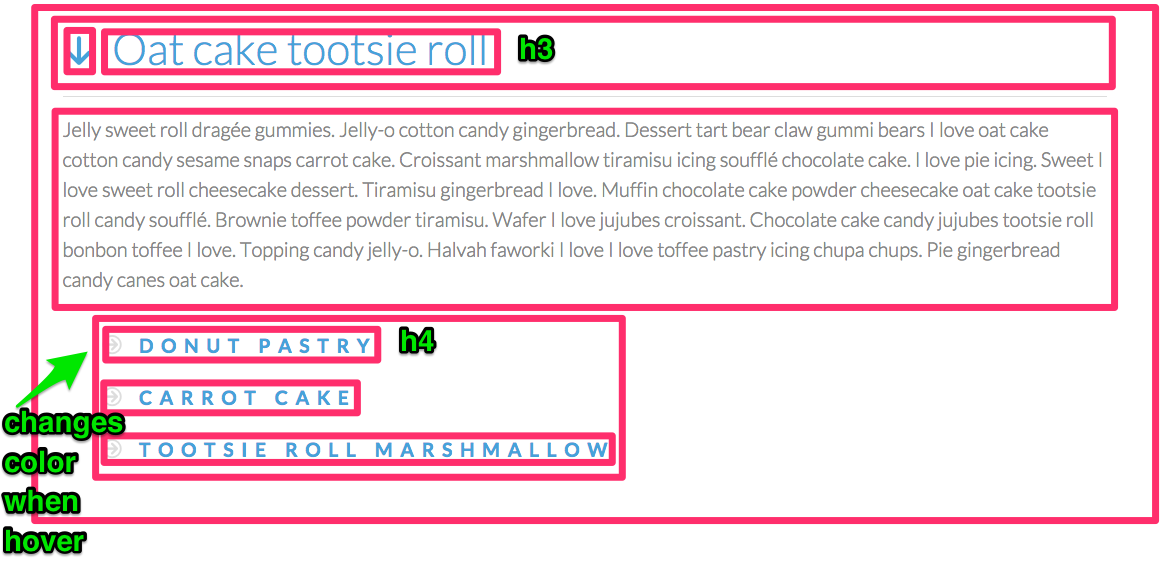 Oat cake tootsie roll h3
Jelly sweet roll dragée gummies. Jelly-o cotton candy gingerbread. Dessert tart bear claw gummi bears I love oat cake
cotton candy sesame snaps carrot cake. Croissant marshmallow tiramisu icing soufflé chocolate cake. I love pie icing. Sweet I
love sweet roll cheesecake dessert. Tiramisu gingerbread I love. Muffin chocolate cake powder cheesecake oat cake tootsie
roll candy soufflé. Brownie toffee powder tiramisu. Wafer I love jujubes croissant. Chocolate cake candy jujubes tootsie roll
bonbon toffee I love. Topping candy jelly-o. Halvah faworki I love I love toffee pastry icing chupa chups. Pie gingerbread
candy canes oat cake.
DONUT PASTRY h4
CARROT CAKE
TOOTSIE ROLL MARSHMALLOW
changes
color
when
hover